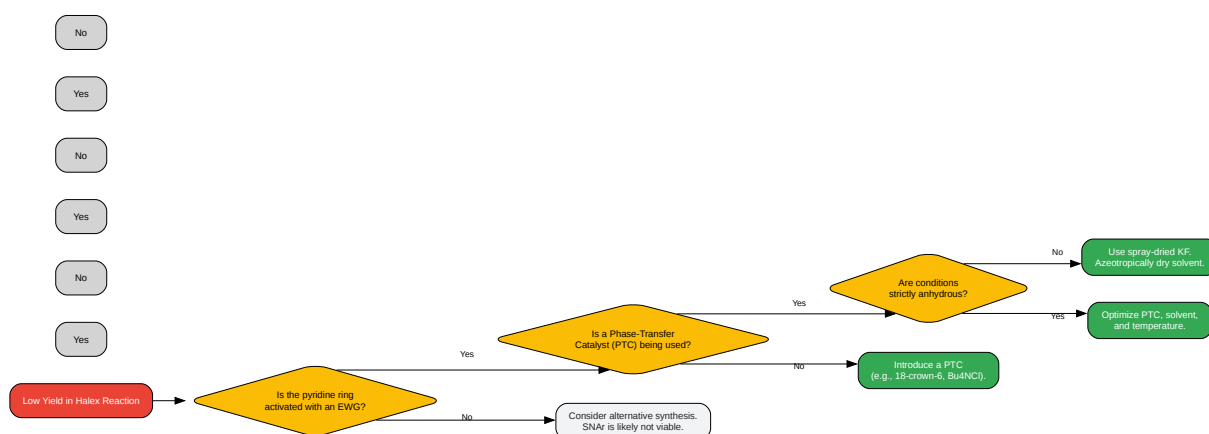 No
Yes
No
Yes
No
Yes
Low Yield in Halex Reaction
Is the pyridine ring
activated with an EWG?
Yes
No
Consider alternative synthesis.
SNAr is likely not viable.
Is a Phase-Transfer
Catalyst (PTC) being used?
Yes
No
Introduce a PTC
(e.g., 18-crown-6, Bu4NCl).
Are conditions
strictly anhydrous?
No
Use spray-dried KF.
Azeotropically dry solvent.
Yes
Optimize PTC, solvent,
and temperature.